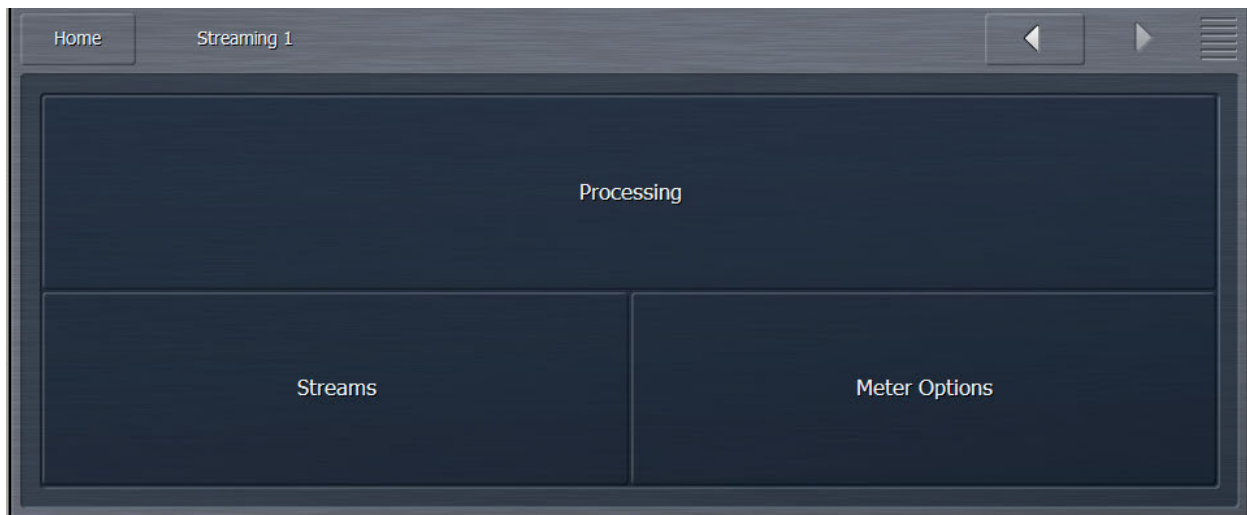 Home
Streaming 1
Processing
Streams
Meter Options